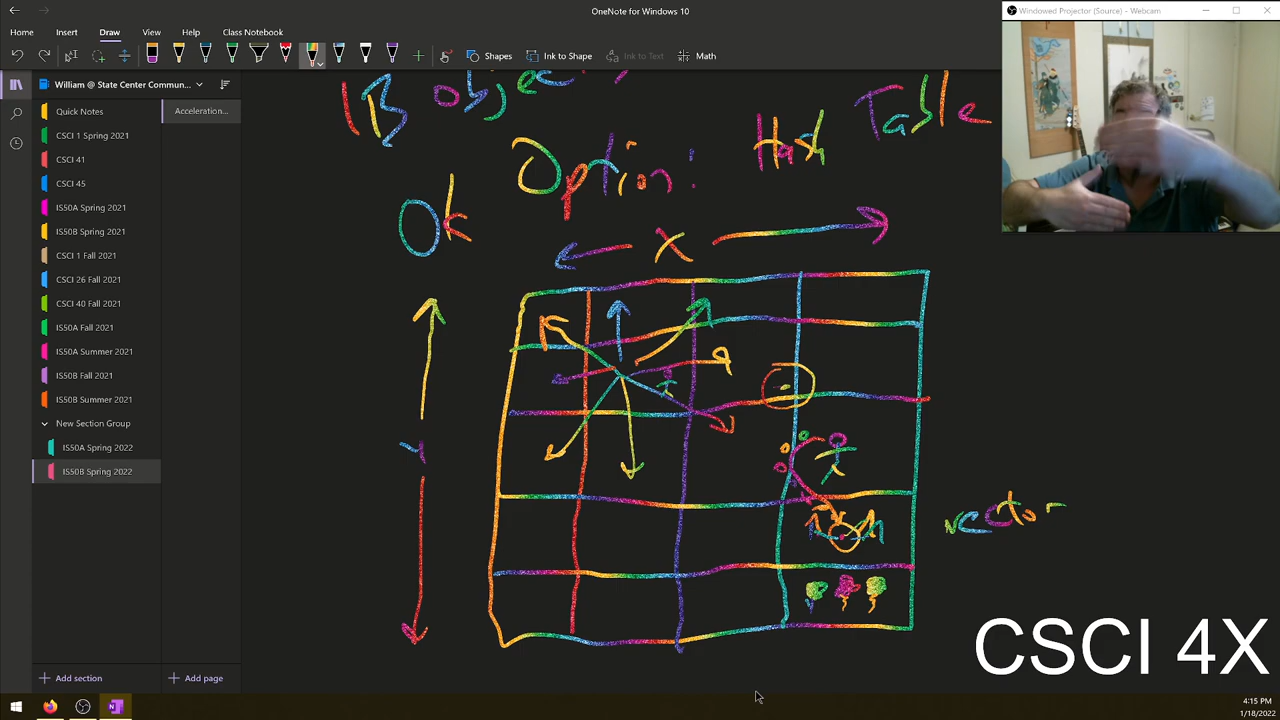 OneNote for Windows 10
Windowed Projector (Source) - Webcam
Home Insert Draw View Help Class Notebook
Shapes Ink to Shape Ink to Text Math
William @ State Center Commun...
Acceleration...
Quick Notes
CSCI 1 Spring 2021
CSCI 41
CSCI 45
IS50A Spring 2021
IS50B Spring 2021
CSCI 1 Fall 2021
CSCI 26 Fall 2021
CSCI 40 Fall 2021
IS50A Fall 2021
IS50A Summer 2021
IS50B Fall 2021
IS50B Summer 2021
New Section Group
IS50A Spring 2022
IS50B Spring 2022
Add section
Add page
Option: Hash Table
Ok
X
Y
vector
CSCI 4X
4:15 PM
1/18/2022